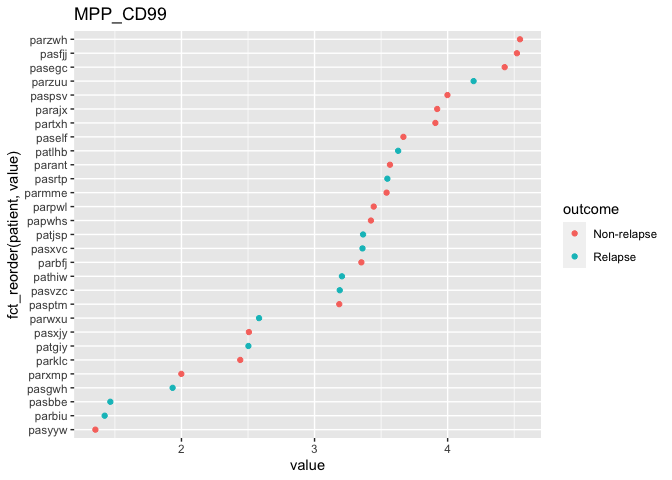 MPP_CD99
parzwh
pasfjj
pasegc
parzuu
paspsv
parajx
partxh
paself
patlhb
parant
pasrtp
parmme
parpwl
papwhs
patjsp
pasxvc
parbfj
pathiw
pasvzc
pasptm
parwxu
pasxjy
patgiy
parklc
parxmp
pasgwh
pasbbe
parbiu
pasyyw
fct_reorder(patient, value)
2 3 4
value
outcome
Non-relapse
Relapse